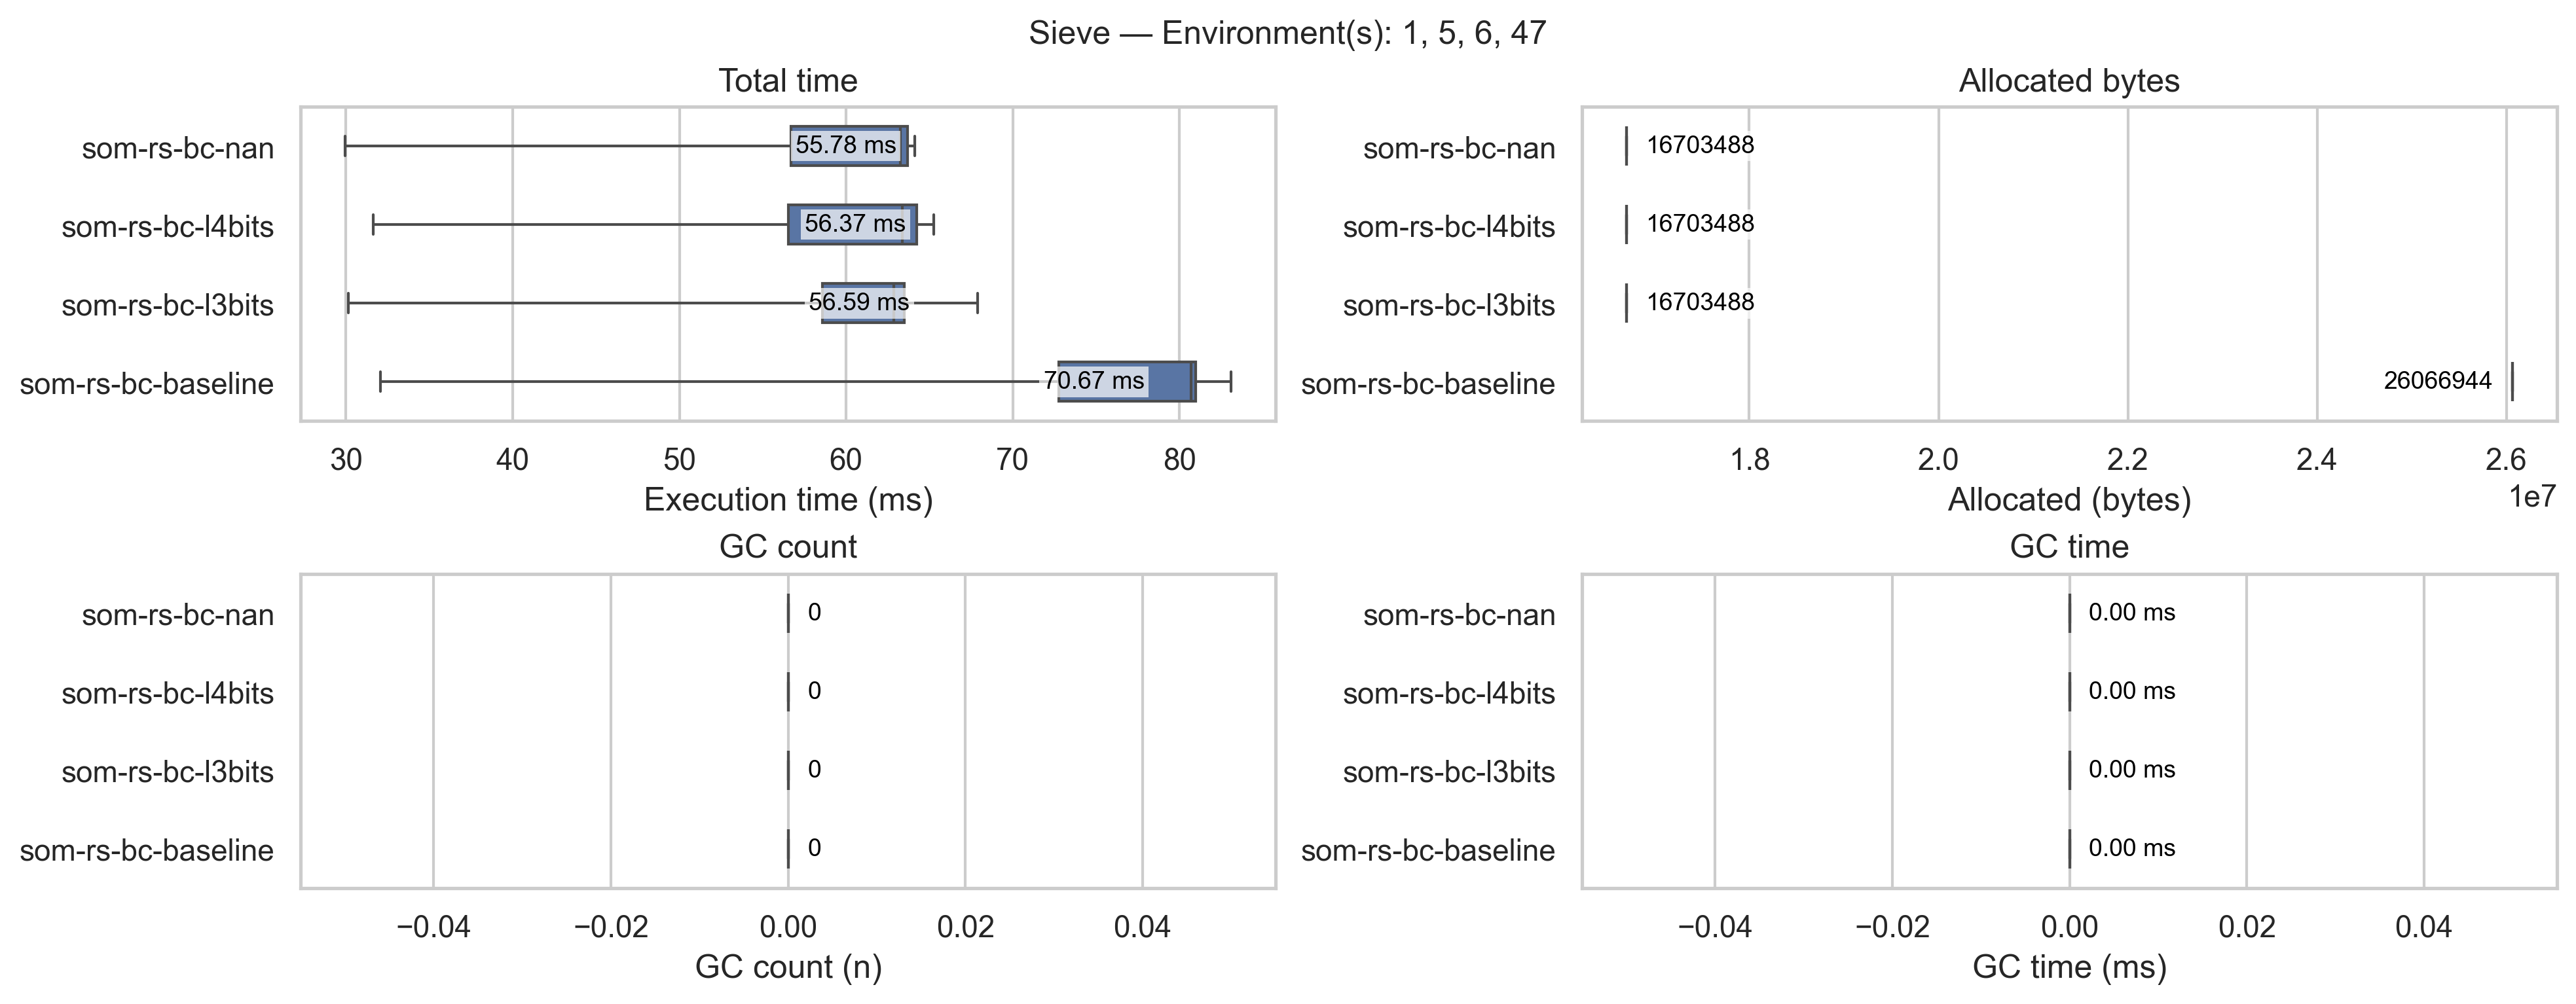 Sieve — Environment(s): 1, 5, 6, 47
Total time
som-rs-bc-nan
55.78 ms
som-rs-bc-l4bits
56.37 ms
som-rs-bc-l3bits
56.59 ms
som-rs-bc-baseline
70.67 ms
30 40 50 60 70 80
Execution time (ms)
Allocated bytes
som-rs-bc-nan
16703488
som-rs-bc-l4bits
16703488
som-rs-bc-l3bits
16703488
som-rs-bc-baseline
26066944
1.8 2.0 2.2 2.4 2.6
1e7
Allocated (bytes)
GC count
som-rs-bc-nan
0
som-rs-bc-l4bits
0
som-rs-bc-l3bits
0
som-rs-bc-baseline
0
−0.04 −0.02 0.00 0.02 0.04
GC count (n)
GC time
som-rs-bc-nan
0.00 ms
som-rs-bc-l4bits
0.00 ms
som-rs-bc-l3bits
0.00 ms
som-rs-bc-baseline
0.00 ms
−0.04 −0.02 0.00 0.02 0.04
GC time (ms)